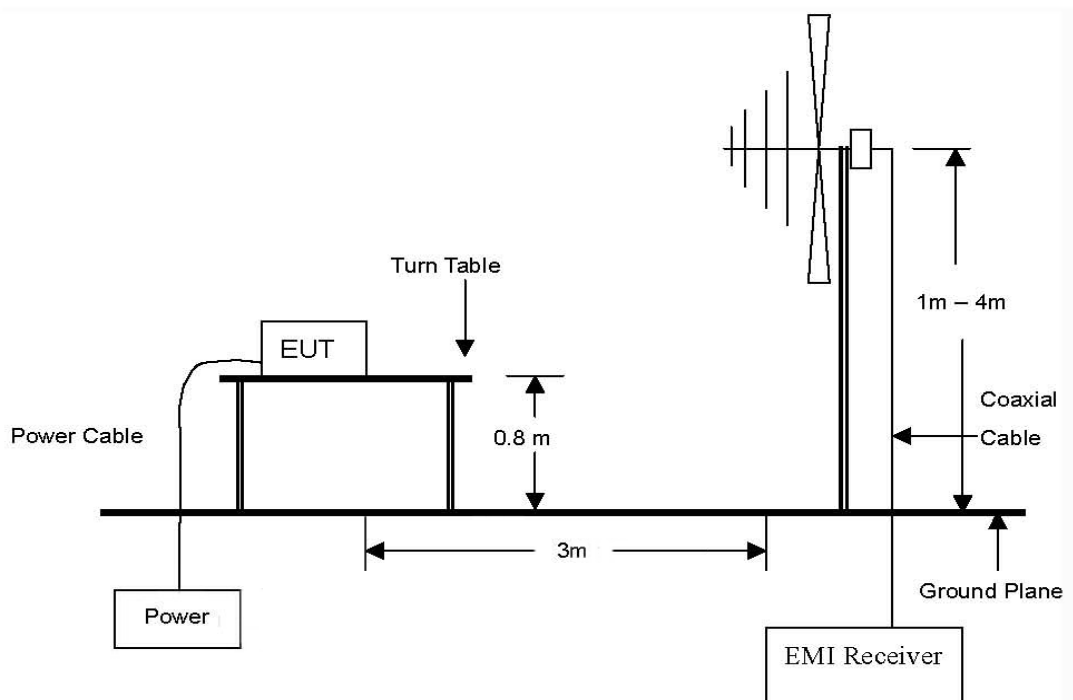 Turn Table
EUT
1m – 4m
Coaxial
Cable
Power Cable
0.8 m
3m
Ground Plane
Power
EMI Receiver